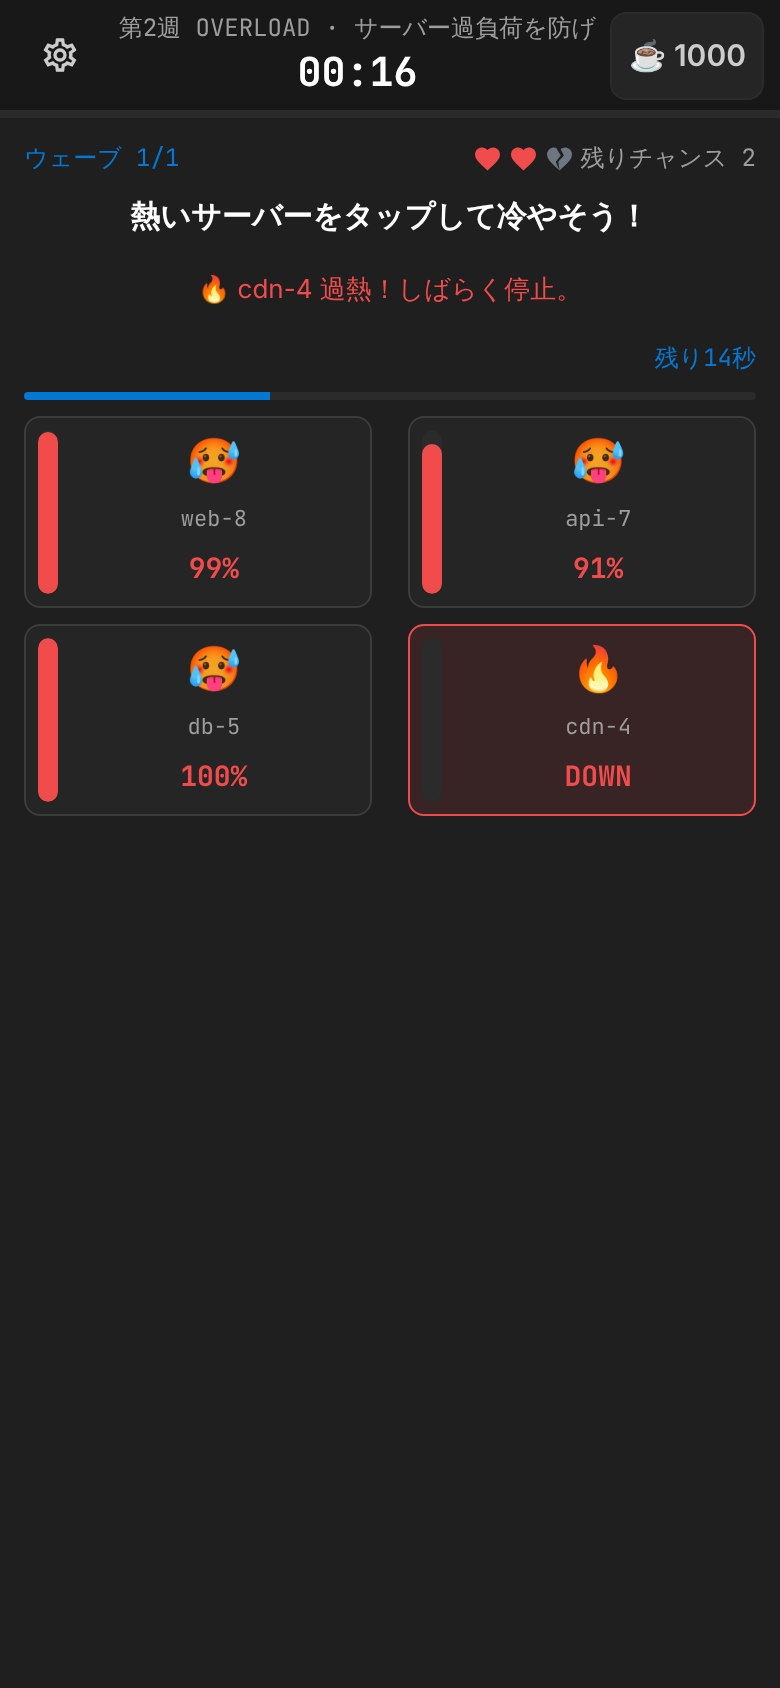 第2週 OVERLOAD ・ サーバー過負荷を防げ
00:16
☕ 1000
ウェーブ 1/1
残りチャンス 2
熱いサーバーをタップして冷やそう！
🔥 cdn-4 過熱！しばらく停止。
残り14秒
web-8
99%
api-7
91%
db-5
100%
cdn-4
DOWN